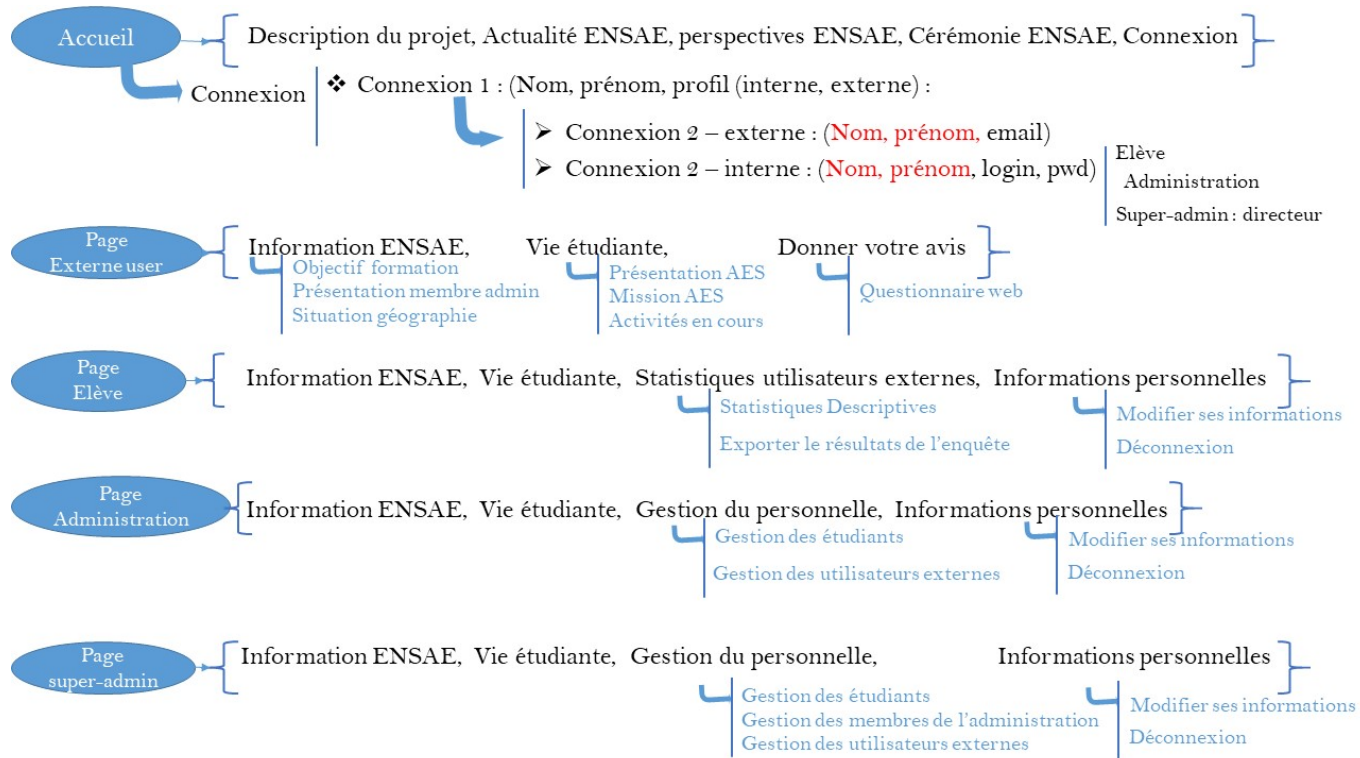 Accueil
Description du projet, Actualité ENSAE, perspectives ENSAE, Cérémonie ENSAE, Connexion
Connexion
❖ Connexion 1 : (Nom, prénom, profil (interne, externe) :
➢ Connexion 2 – externe : (Nom, prénom, email)
➢ Connexion 2 – interne : (Nom, prénom, login, pwd)
Elève
Administration
Super-admin : directeur
Page
Externe user
Information ENSAE, Vie étudiante, Donner votre avis
Objectif formation
Présentation membre admin
Situation géographie
Présentation AES
Mission AES
Activités en cours
Questionnaire web
Page
Elève
Information ENSAE, Vie étudiante, Statistiques utilisateurs externes, Informations personnelles
Statistiques Descriptives
Exporter le résultats de l'enquête
Modifier ses informations
Déconnexion
Page
Administration
Information ENSAE, Vie étudiante, Gestion du personnelle, Informations personnelles
Gestion des étudiants
Gestion des utilisateurs externes
Modifier ses informations
Déconnexion
Page
super-admin
Information ENSAE, Vie étudiante, Gestion du personnelle, Informations personnelles
Gestion des étudiants
Gestion des membres de l'administration
Gestion des utilisateurs externes
Modifier ses informations
Déconnexion